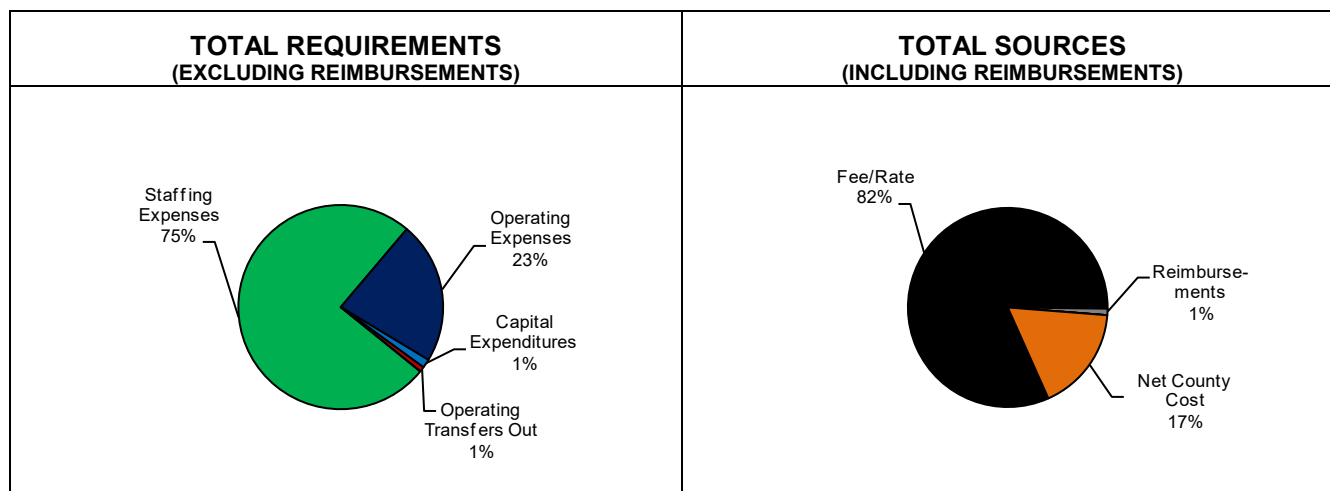 TOTAL REQUIREMENTS
(EXCLUDING REIMBURSEMENTS)
TOTAL SOURCES
(INCLUDING REIMBURSEMENTS)
Staffing
Expenses
75%
Operating
Expenses
23%
Capital
Expenditures
1%
Operating
Transfers Out
1%
Fee/Rate
82%
Reimburse-
ments
1%
Net County
Cost
17%